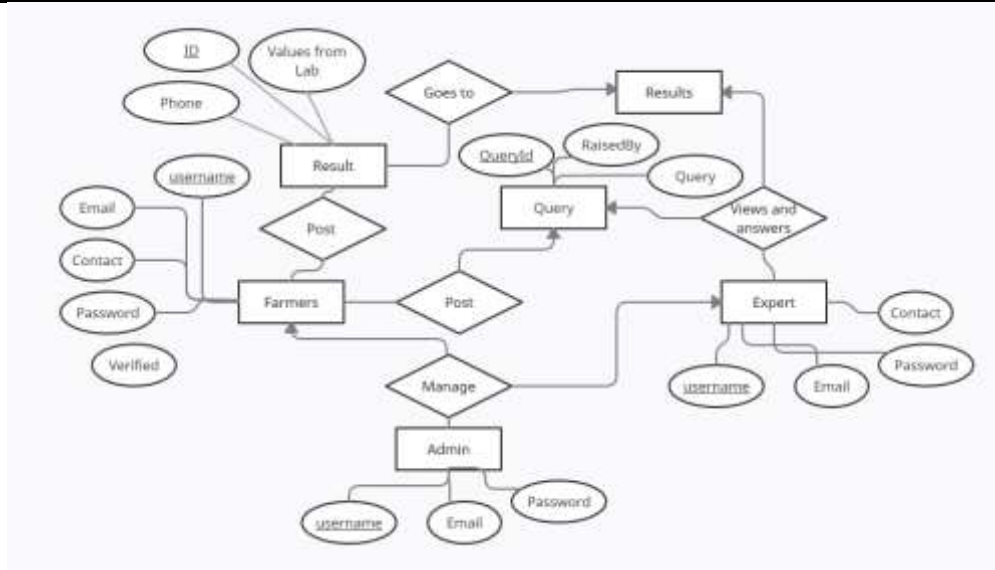 ID
Values from
Lab
Goes to
Results
Phone
Result
QueryId
RaisedBy
Query
username
Email
Post
Query
Views and
answers
Contact
Password
Farmers
Post
Expert
Contact
Verified
Manage
username
Email
Password
Admin
username
Email
Password